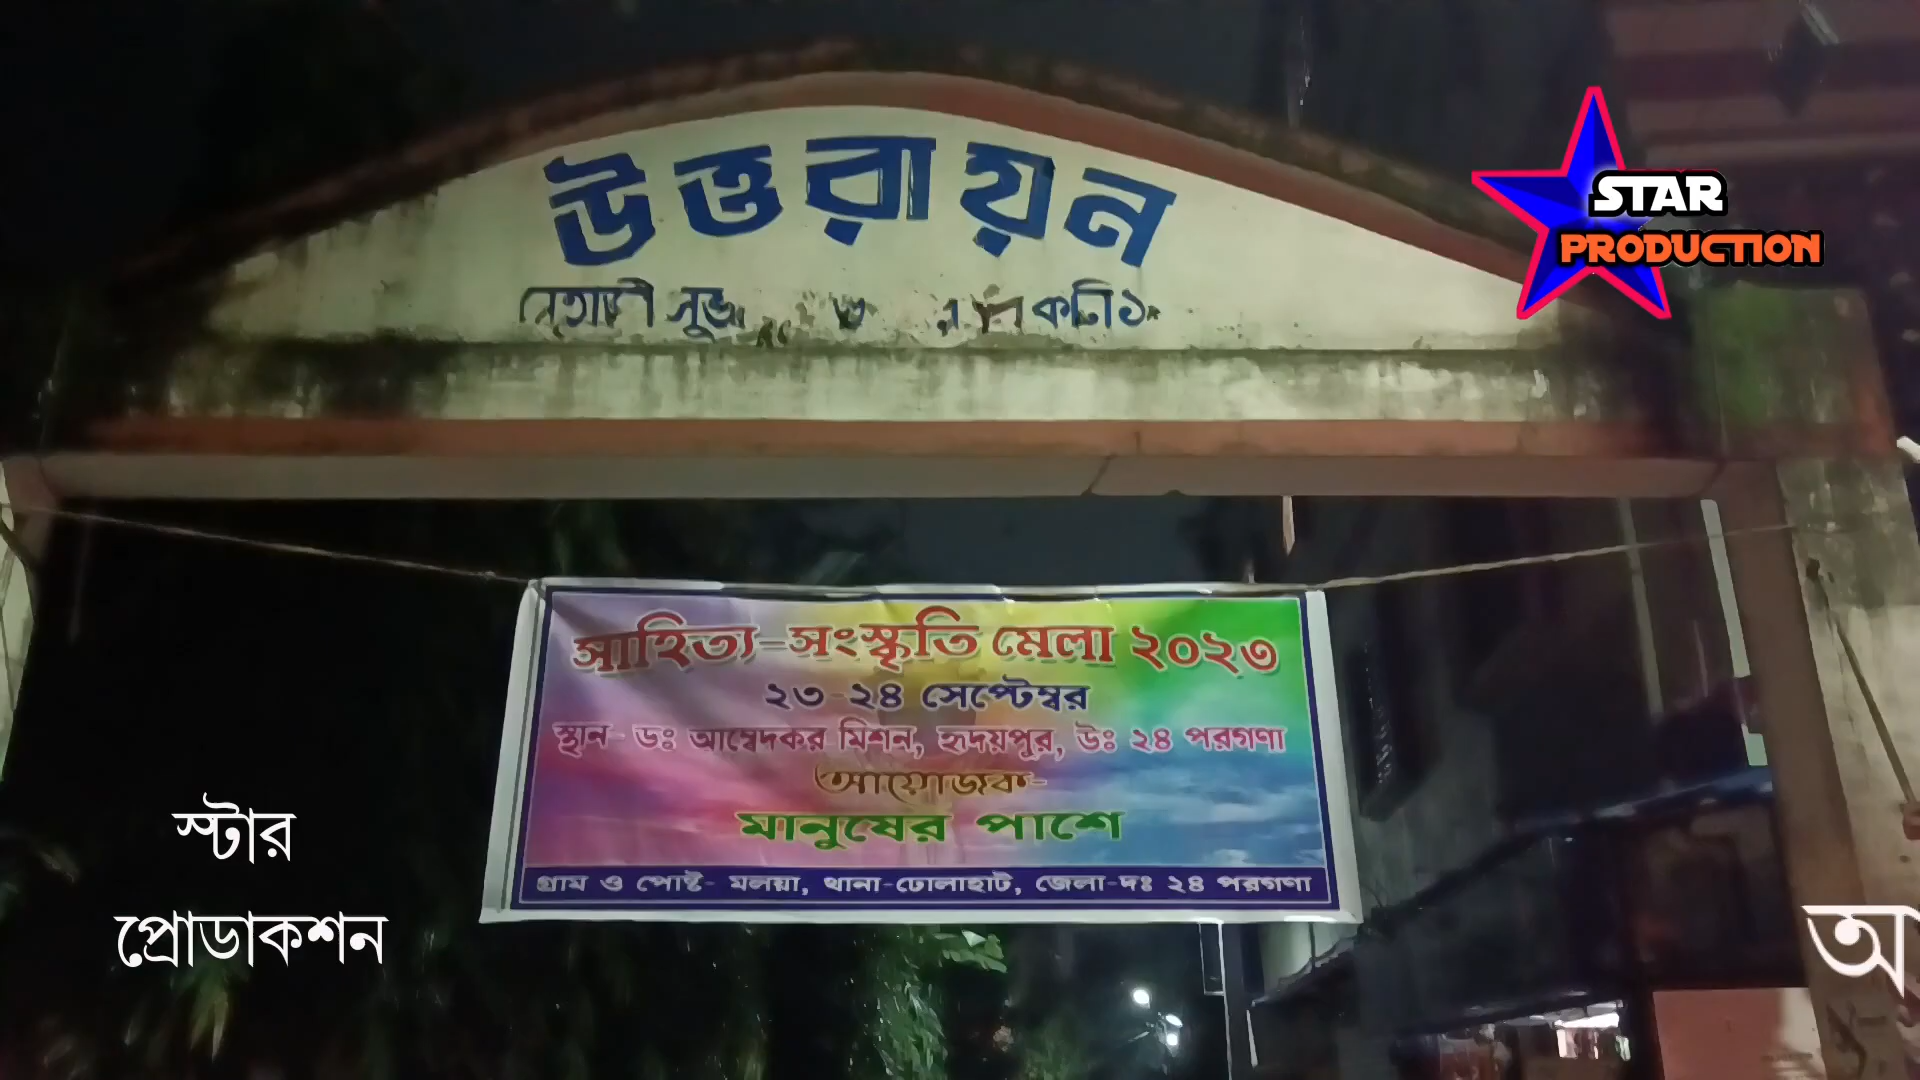 উত্তরায়ন
STAR
PRODUCTION
সাহিত্য-সংস্কৃতি মেলা ২০২৩
২৩-২৪ সেপ্টেম্বর
স্থান- ডঃ আম্বেদকর মিশন, হৃদয়পুর, উঃ ২৪ পরগণা
আয়োজক-
মানুষের পাশে
গ্রাম ও পোষ্ট- মলয়া, থানা-ঢোলাহাট, জেলা-দঃ ২৪ পরগণা
স্টার
প্রোডাকশন
অ